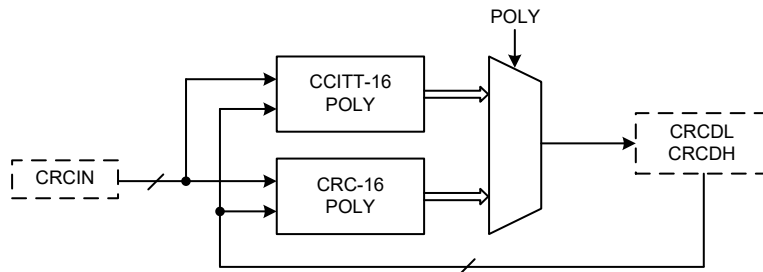 POLY
CCITT-16
POLY
CRCDL
CRCDH
CRCIN
CRC-16
POLY